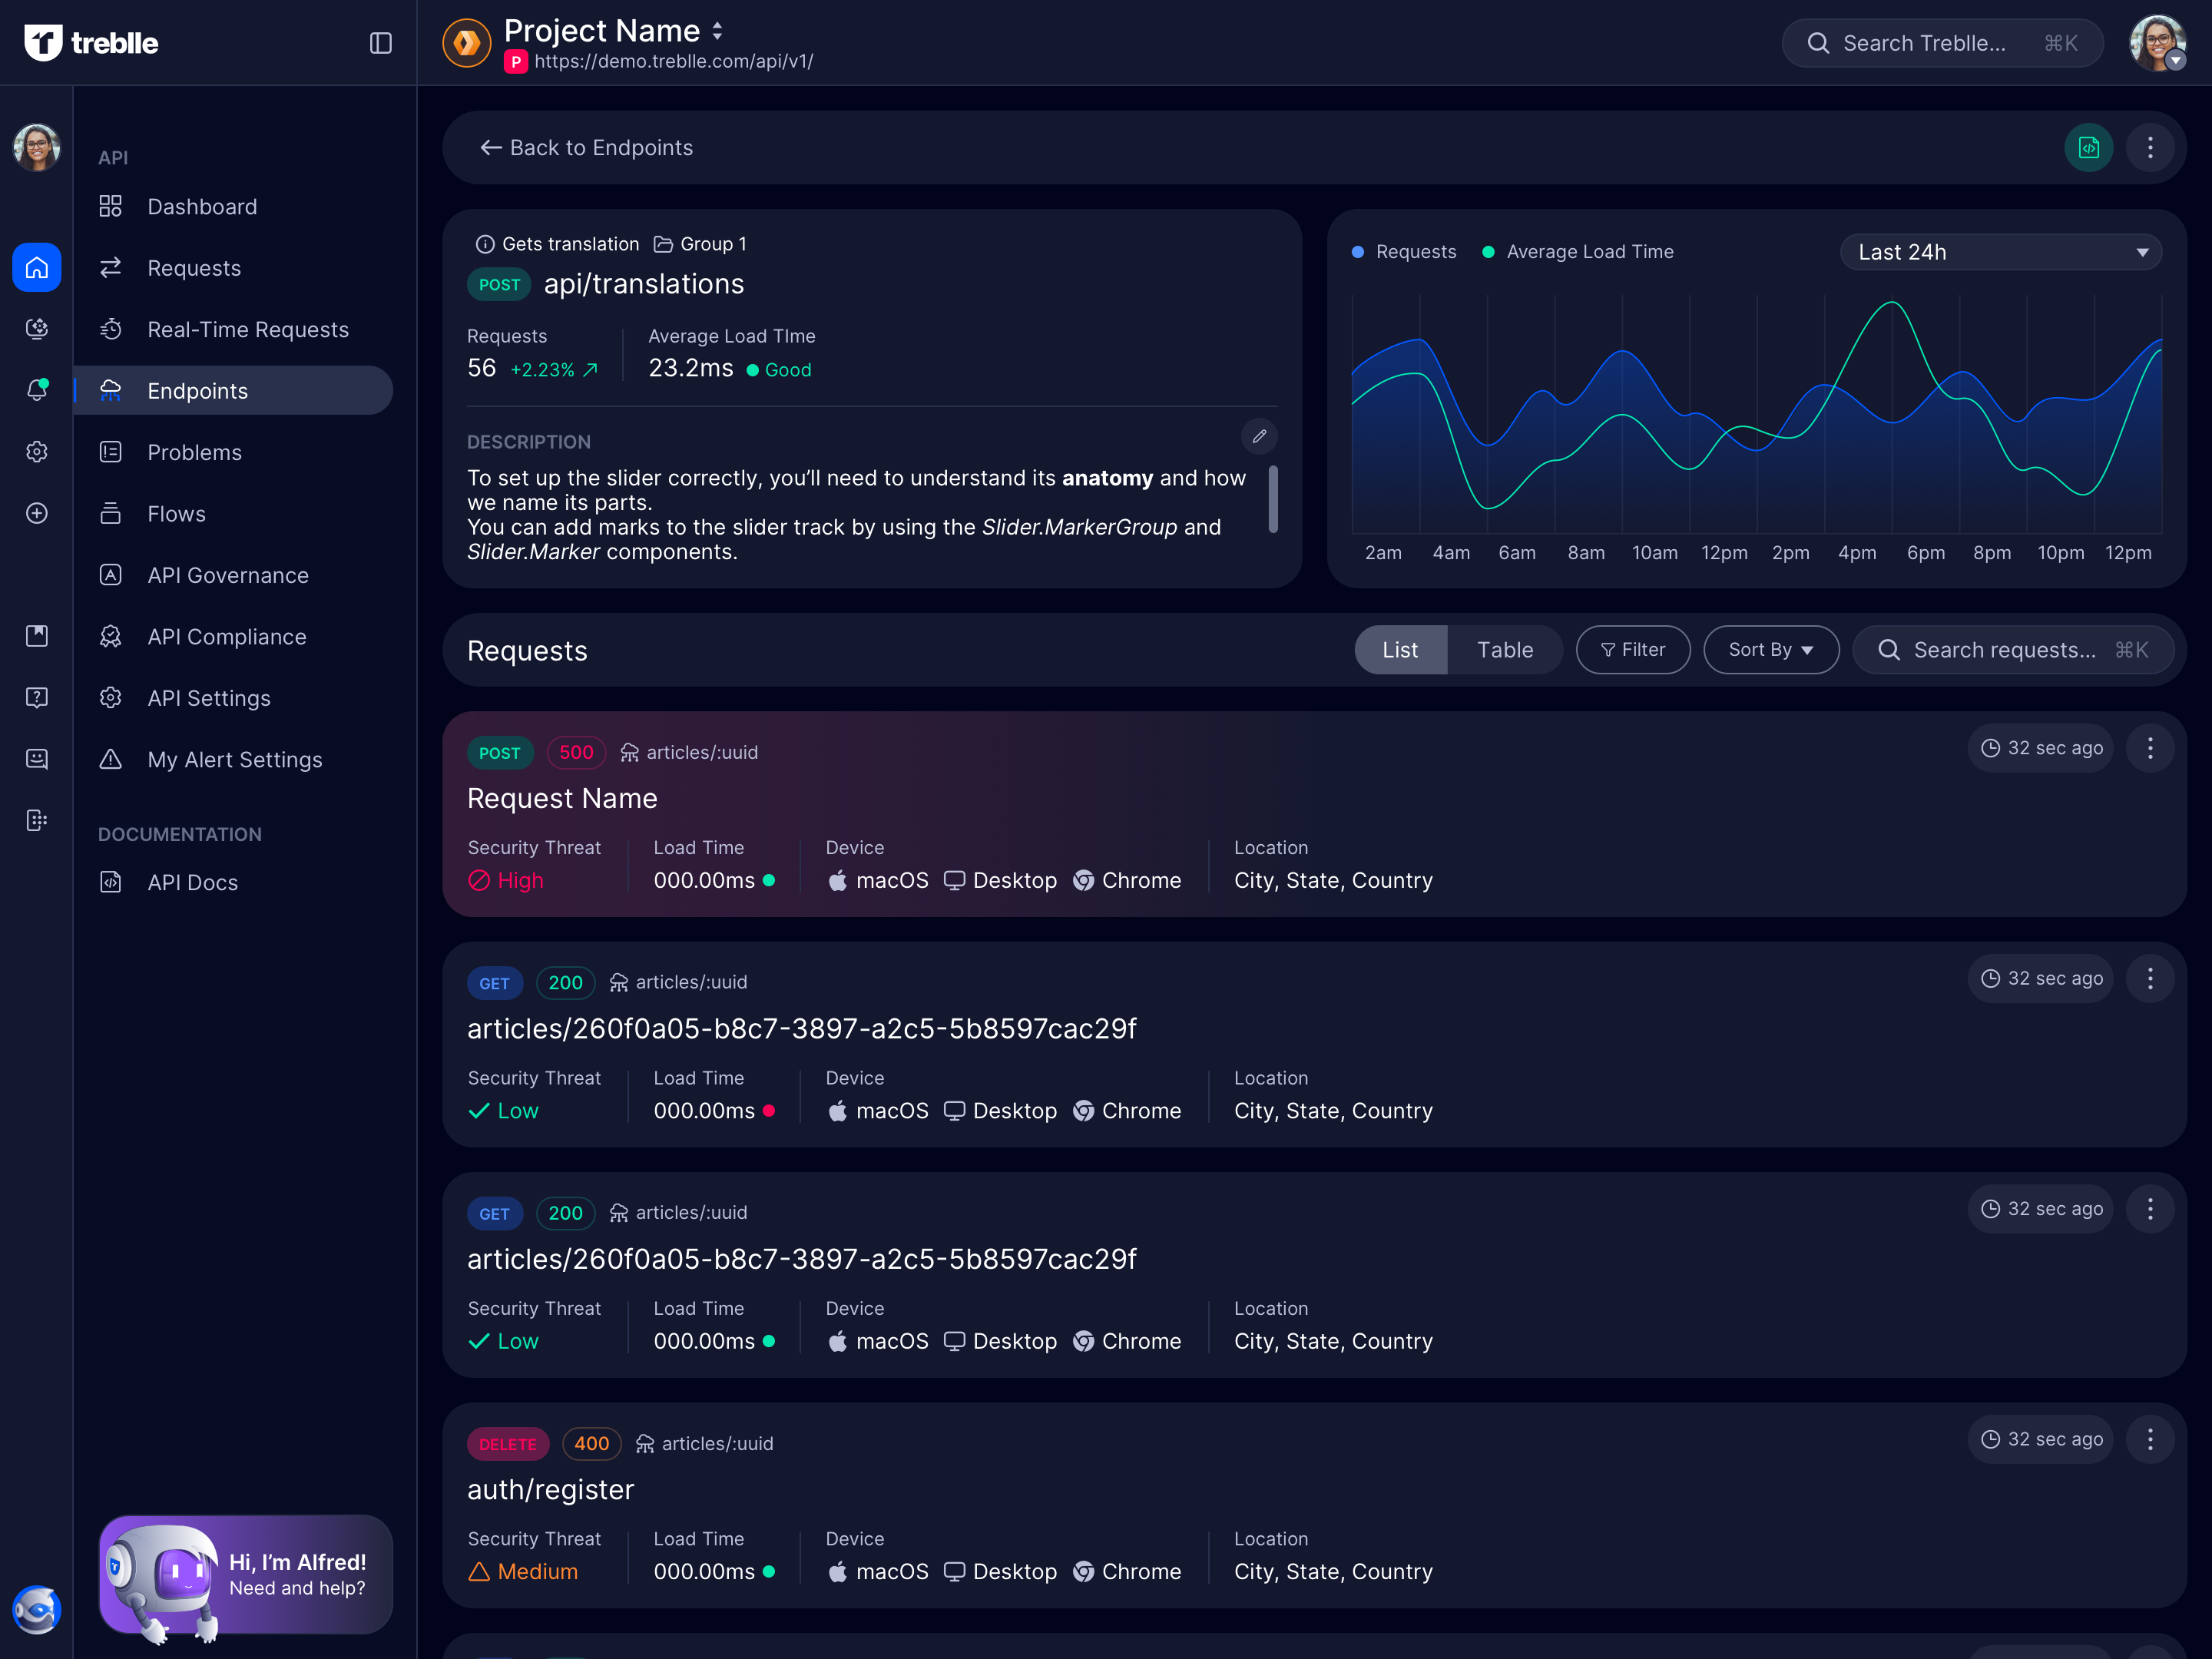 treblle
Project Name
P https://demo.treblle.com/api/v1/
Search Treblle... ⌘K
API
Dashboard
Requests
Real-Time Requests
Endpoints
Problems
Flows
API Governance
API Compliance
API Settings
My Alert Settings
DOCUMENTATION
API Docs
Hi, I’m Alfred!
Need and help?
Back to Endpoints
Gets translation Group 1
POST api/translations
Requests Average Load TIme
56 +2.23% 23.2ms Good
DESCRIPTION
To set up the slider correctly, you’ll need to understand its anatomy and how
we name its parts.
You can add marks to the slider track by using the Slider.MarkerGroup and
Slider.Marker components.
Requests Average Load Time Last 24h
2am 4am 6am 8am 10am 12pm 2pm 4pm 6pm 8pm 10pm 12pm
Requests List Table Filter Sort By Search requests... ⌘K
POST 500 articles/:uuid 32 sec ago
Request Name
Security Threat Load Time Device Location
High 000.00ms macOS Desktop Chrome City, State, Country
GET 200 articles/:uuid 32 sec ago
articles/260f0a05-b8c7-3897-a2c5-5b8597cac29f
Security Threat Load Time Device Location
Low 000.00ms macOS Desktop Chrome City, State, Country
GET 200 articles/:uuid 32 sec ago
articles/260f0a05-b8c7-3897-a2c5-5b8597cac29f
Security Threat Load Time Device Location
Low 000.00ms macOS Desktop Chrome City, State, Country
DELETE 400 articles/:uuid 32 sec ago
auth/register
Security Threat Load Time Device Location
Medium 000.00ms macOS Desktop Chrome City, State, Country